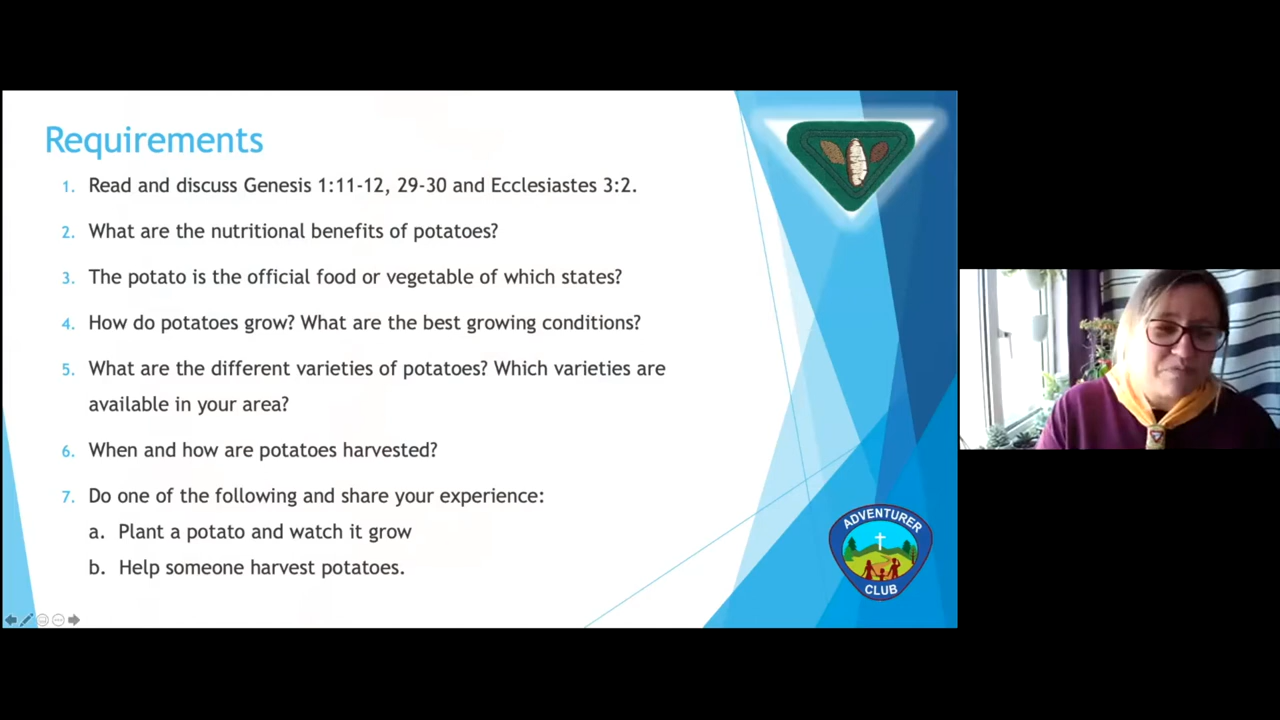 Requirements
1. Read and discuss Genesis 1:11-12, 29-30 and Ecclesiastes 3:2.
2. What are the nutritional benefits of potatoes?
3. The potato is the official food or vegetable of which states?
4. How do potatoes grow? What are the best growing conditions?
5. What are the different varieties of potatoes? Which varieties are
available in your area?
6. When and how are potatoes harvested?
7. Do one of the following and share your experience:
a. Plant a potato and watch it grow
b. Help someone harvest potatoes.
ADVENTURER
CLUB